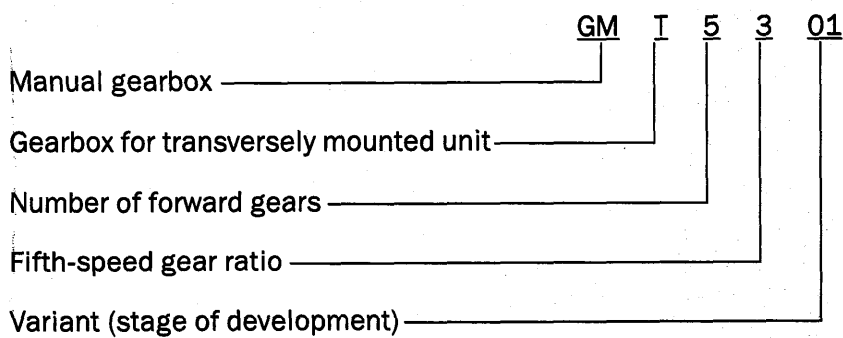 GM T 5 3 01
Manual gearbox
Gearbox for transversely mounted unit
Number of forward gears
Fifth-speed gear ratio
Variant (stage of development)